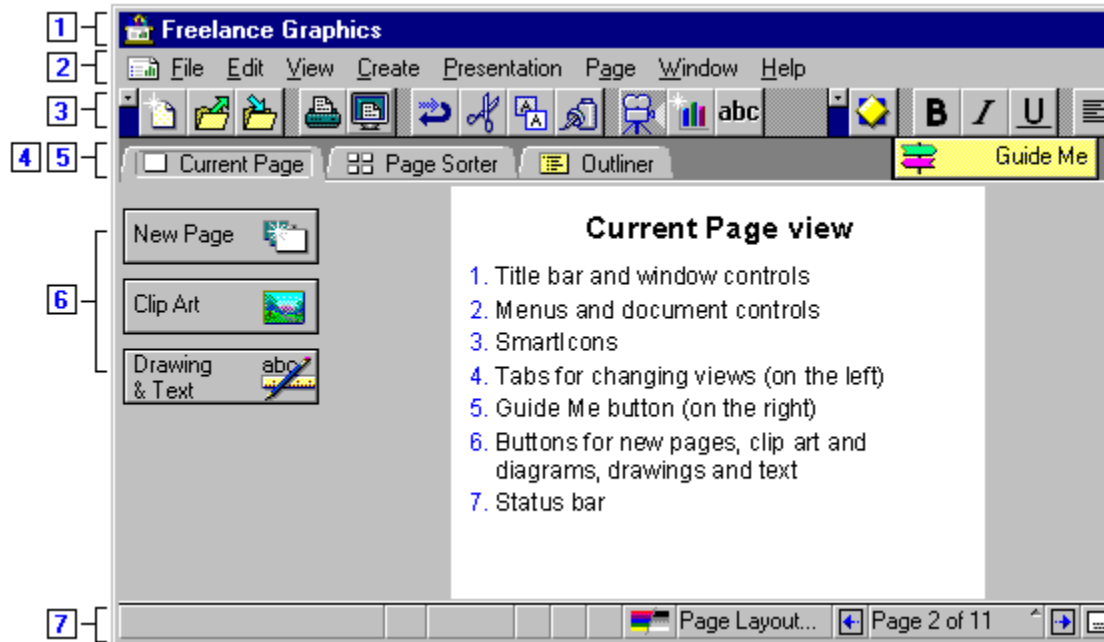 1 Freelance Graphics
2 File Edit View Create Presentation Page Window Help
3 abc B I U
4 5 Current Page Page Sorter Outliner Guide Me
New Page
Current Page view
6
Clip Art
Drawing & Text abc
1. Title bar and window controls
2. Menus and document controls
3. SmartIcons
4. Tabs for changing views (on the left)
5. Guide Me button (on the right)
6. Buttons for new pages, clip art and
diagrams, drawings and text
7. Status bar
7 Page Layout... Page 2 of 11